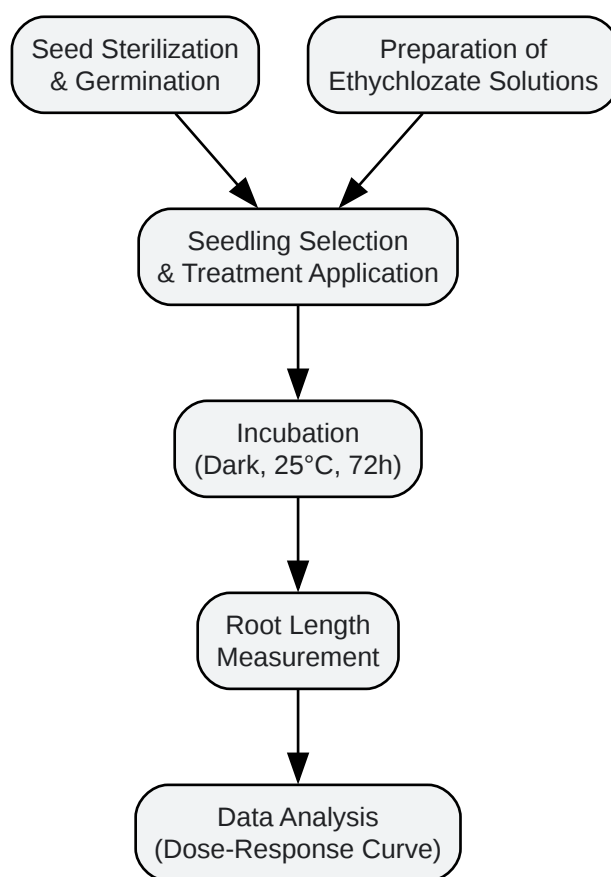 Seed Sterilization
& Germination
Preparation of
Ethychlozate Solutions
Seedling Selection
& Treatment Application
Incubation
(Dark, 25°C, 72h)
Root Length
Measurement
Data Analysis
(Dose-Response Curve)